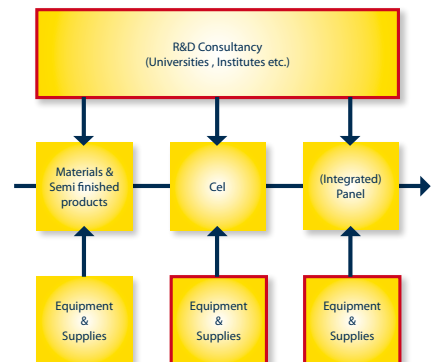 R&D Consultancy
(Universities , Institutes etc.)
Materials &
Semi finished
products
Cel
(Integrated)
Panel
Equipment
&
Supplies
Equipment
&
Supplies
Equipment
&
Supplies